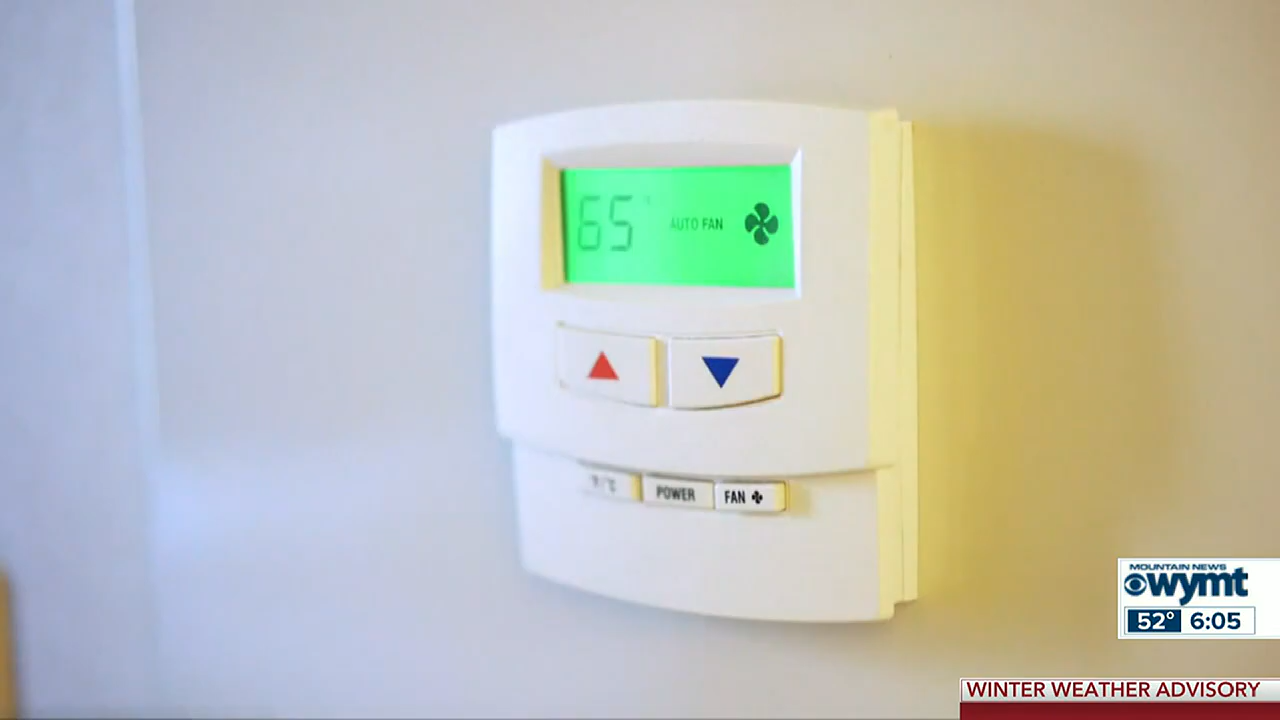 65°
AUTO FAN
°F/°C
POWER
FAN
MOUNTAIN NEWS
wymt
52° 6:05
WINTER WEATHER ADVISORY